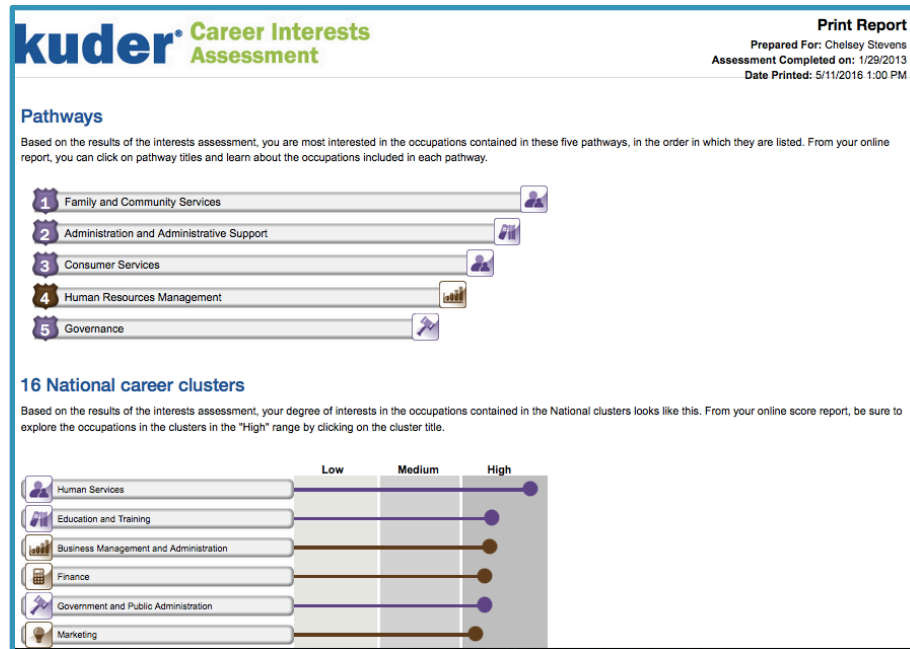 kuder® Career Interests
Assessment
Print Report
Prepared For: Chelsey Stevens
Assessment Completed on: 1/29/2013
Date Printed: 5/11/2016 1:00 PM
Pathways
Based on the results of the interests assessment, you are most interested in the occupations contained in these five pathways, in the order in which they are listed. From your online
report, you can click on pathway titles and learn about the occupations included in each pathway.
1 Family and Community Services
2 Administration and Administrative Support
3 Consumer Services
4 Human Resources Management
5 Governance
16 National career clusters
Based on the results of the interests assessment, your degree of interests in the occupations contained in the National clusters looks like this. From your online score report, be sure to
explore the occupations in the clusters in the "High" range by clicking on the cluster title.
Low Medium High
Human Services
Education and Training
Business Management and Administration
Finance
Government and Public Administration
Marketing